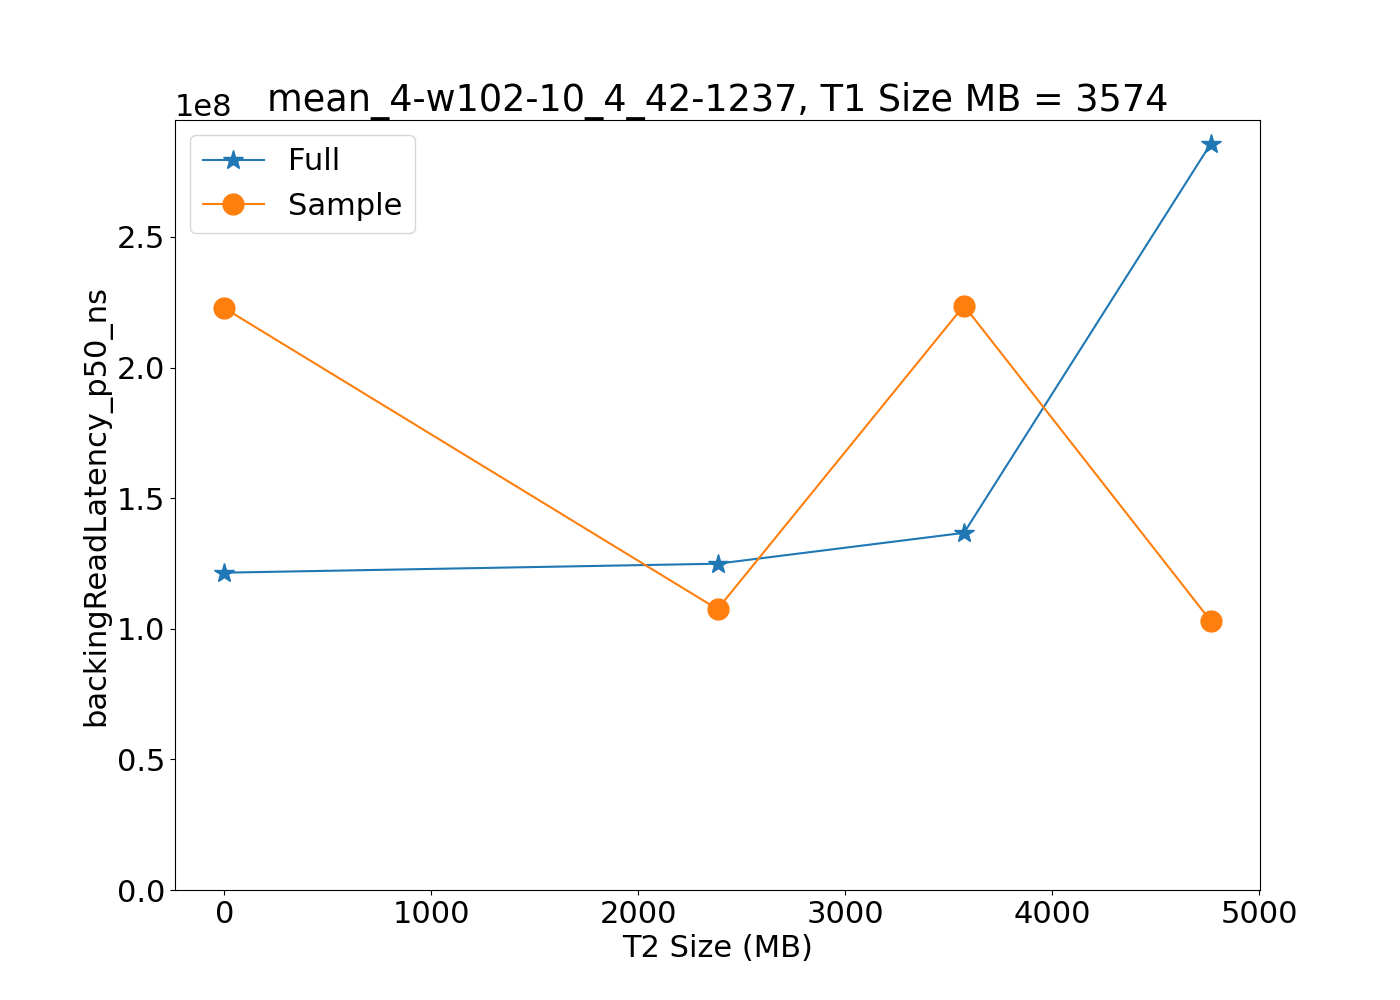 1e8
mean_4-w102-10_4_42-1237, T1 Size MB = 3574
Full
Sample
backingReadLatency_p50_ns
2.5
2.0
1.5
1.0
0.5
0.0
0 1000 2000 3000 4000 5000
T2 Size (MB)